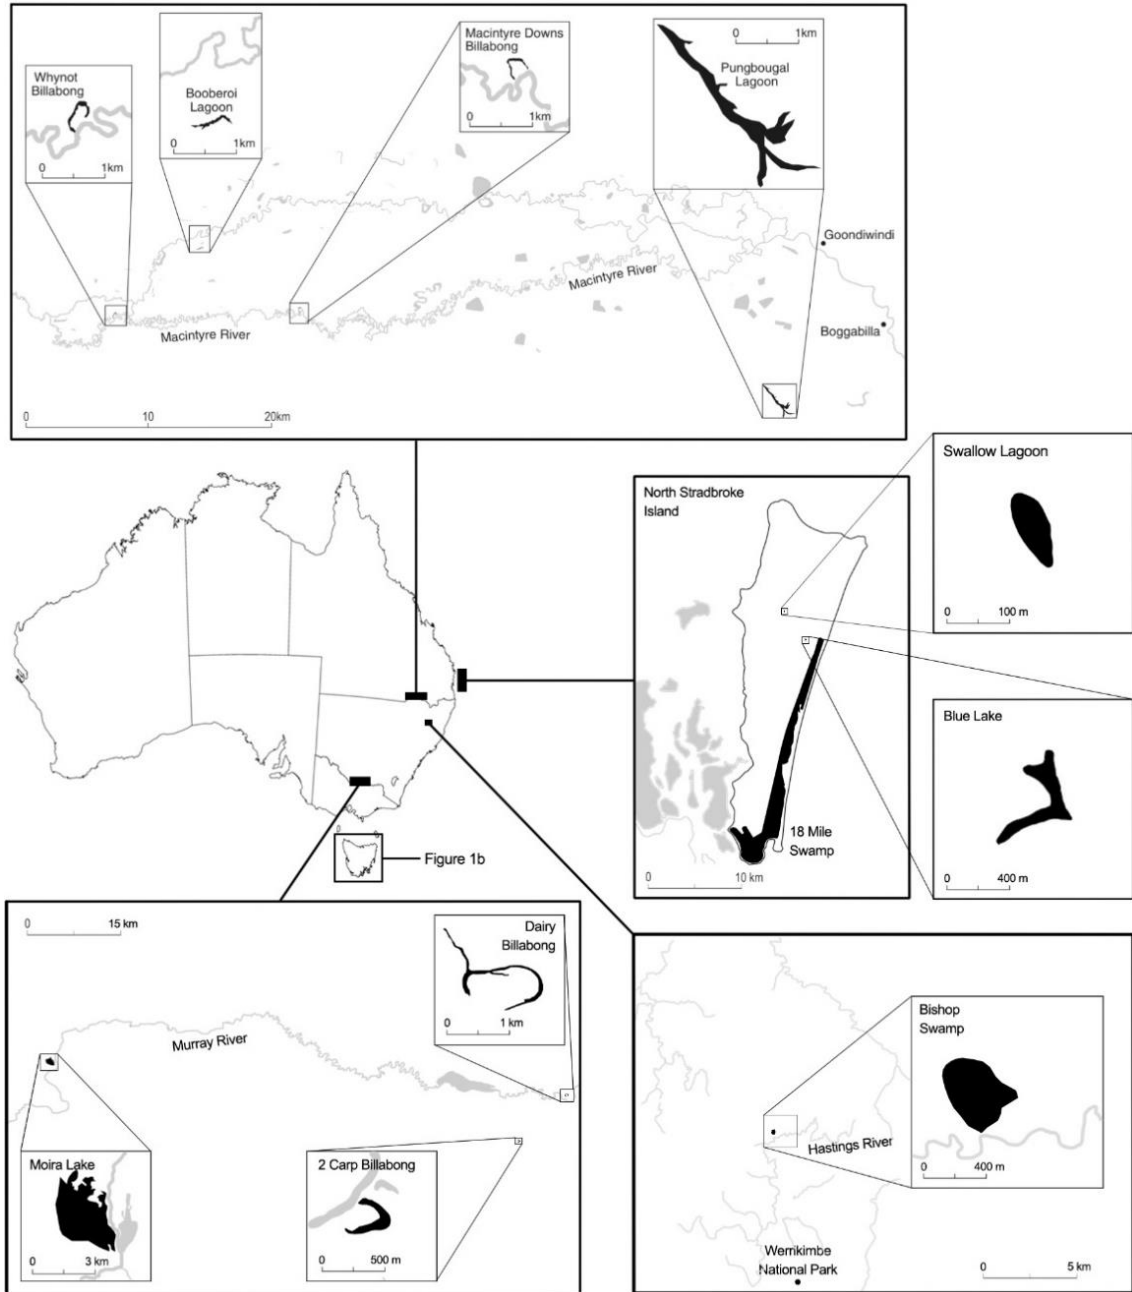 Whynot
Billabong
0 1km
Booberoi
Lagoon
0 1km
Macintyre Downs
Billabong
0 1km
0 1km
Pungbougal
Lagoon
Goondiwindi
Macintyre River
Macintyre River
Boggabilla
0 10 20km
Swallow Lagoon
0 100 m
North Stradbroke
Island
18 Mile
Swamp
0 10 km
Blue Lake
0 400 m
Figure 1b
0 15 km
Dairy
Billabong
0 1 km
Murray River
Moira Lake
0 3 km
2 Carp Billabong
0 500 m
Bishop
Swamp
Hastings River
0 400 m
Werrikimbe
National Park
0 5 km